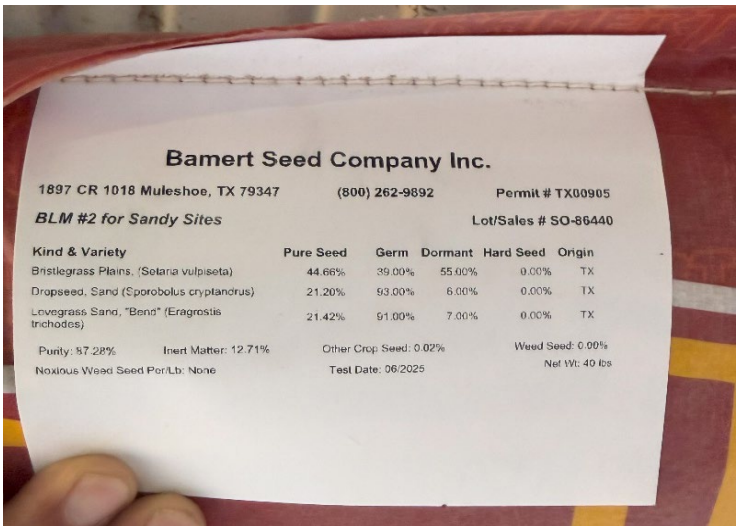 Bamert Seed Company Inc.
1897 CR 1018 Muleshoe, TX 79347 (800) 262-9892 Permit # TX00905
BLM #2 for Sandy Sites Lot/Sales # SO-86440
Kind & Variety Pure Seed Germ Dormant Hard Seed Origin
Bristlegrass Plains, (Setaria vulpiseta) 44.66% 39.00% 55.00% 0.00% TX
Dropseed, Sand (Sporobolus cryptandrus) 21.20% 93.00% 6.00% 0.00% TX
Lovegrass Sand, "Bend" (Eragrostis
trichodes) 21.42% 91.00% 7.00% 0.00% TX
Purity: 87.28% Inert Matter: 12.71% Other Crop Seed: 0.02% Weed Seed: 0.00%
Noxious Weed Seed Per/Lb: None Test Date: 06/2025 Net Wt: 40 lbs